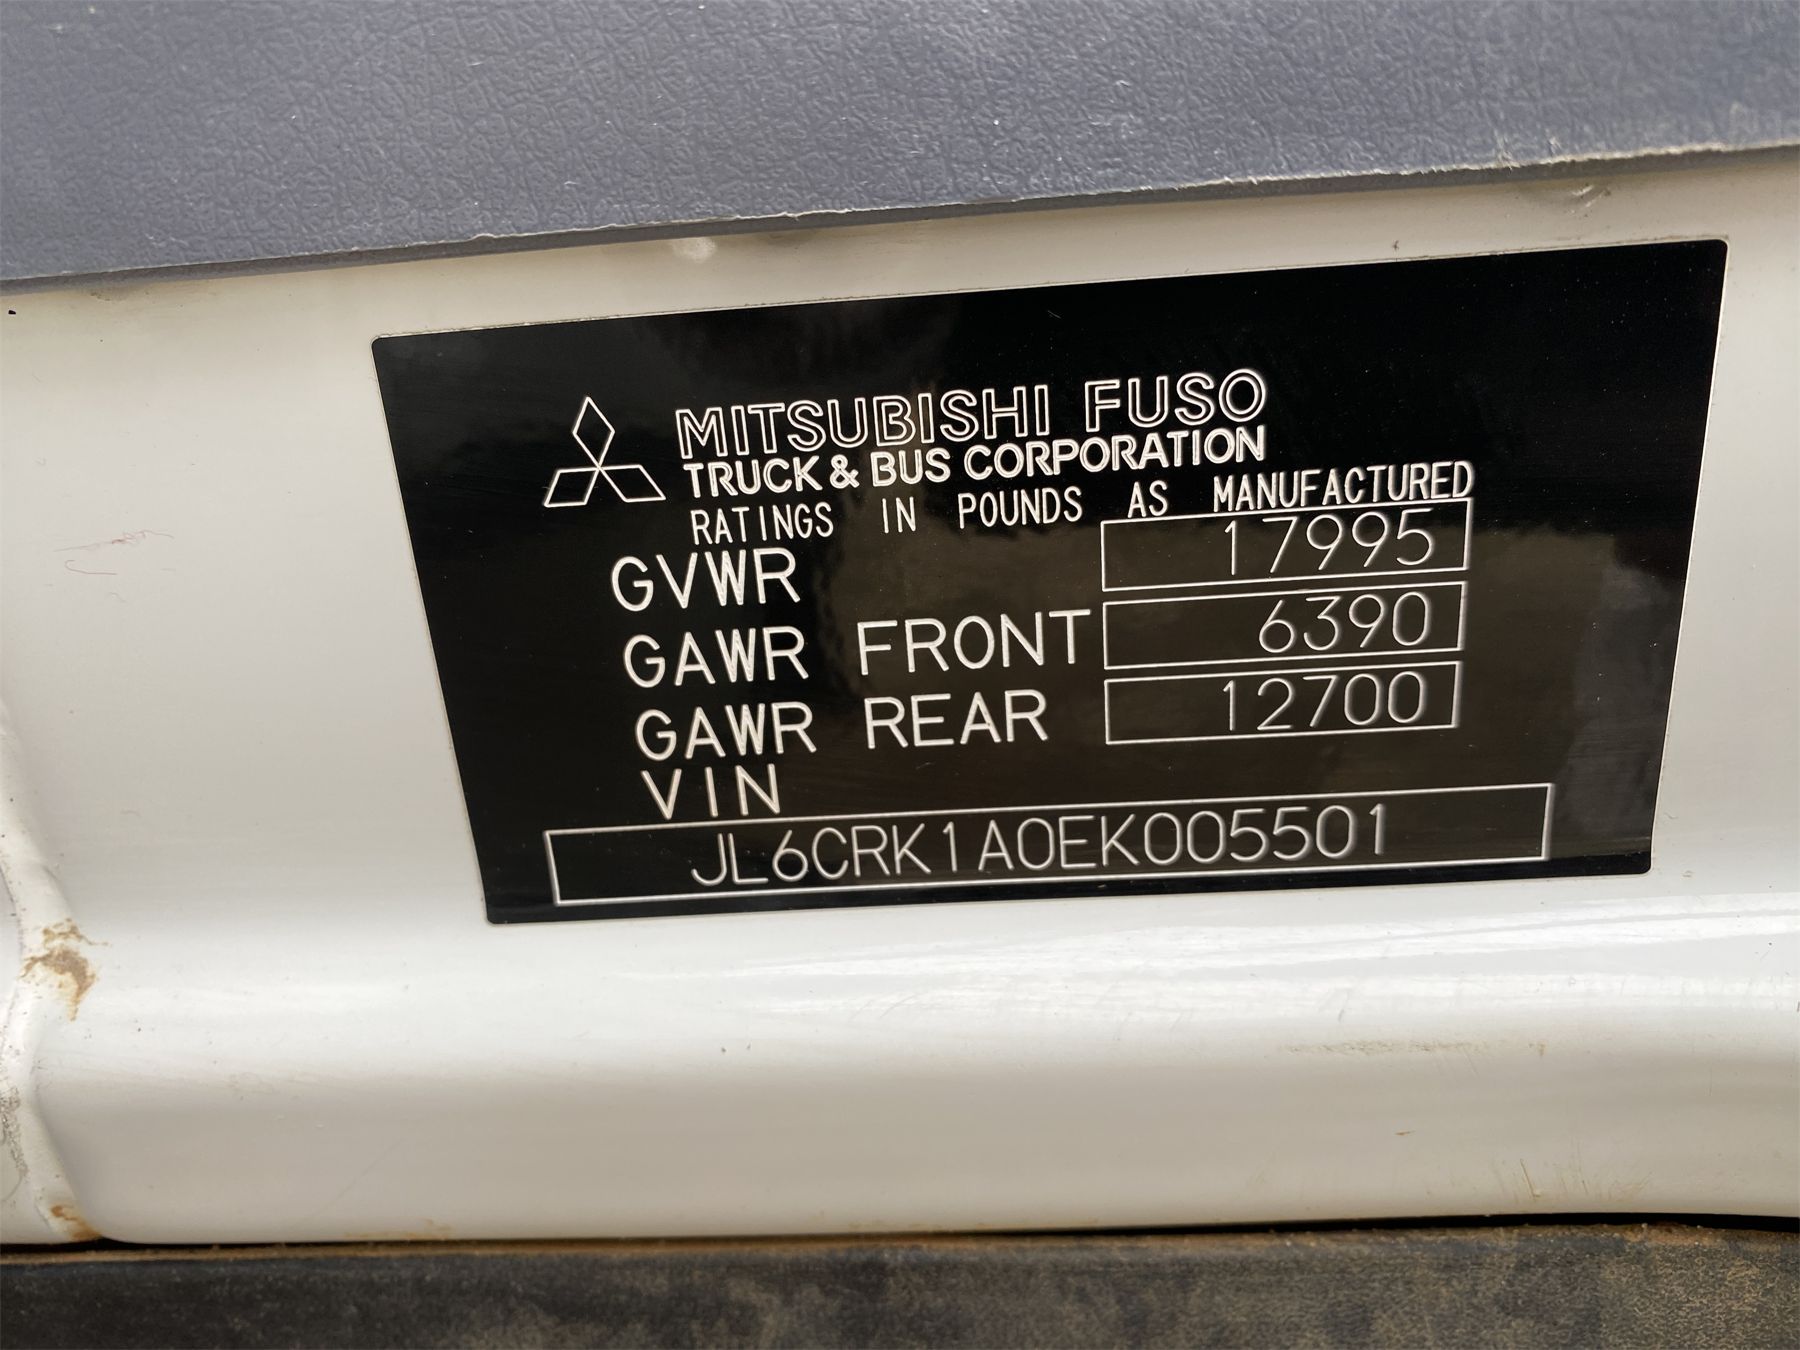 MITSUBISHI FUSO
TRUCK & BUS CORPORATION
RATINGS IN POUNDS AS MANUFACTURED
GVWR 17995
GAWR FRONT 6390
GAWR REAR 12700
VIN
JL6CRK1A0EK005501